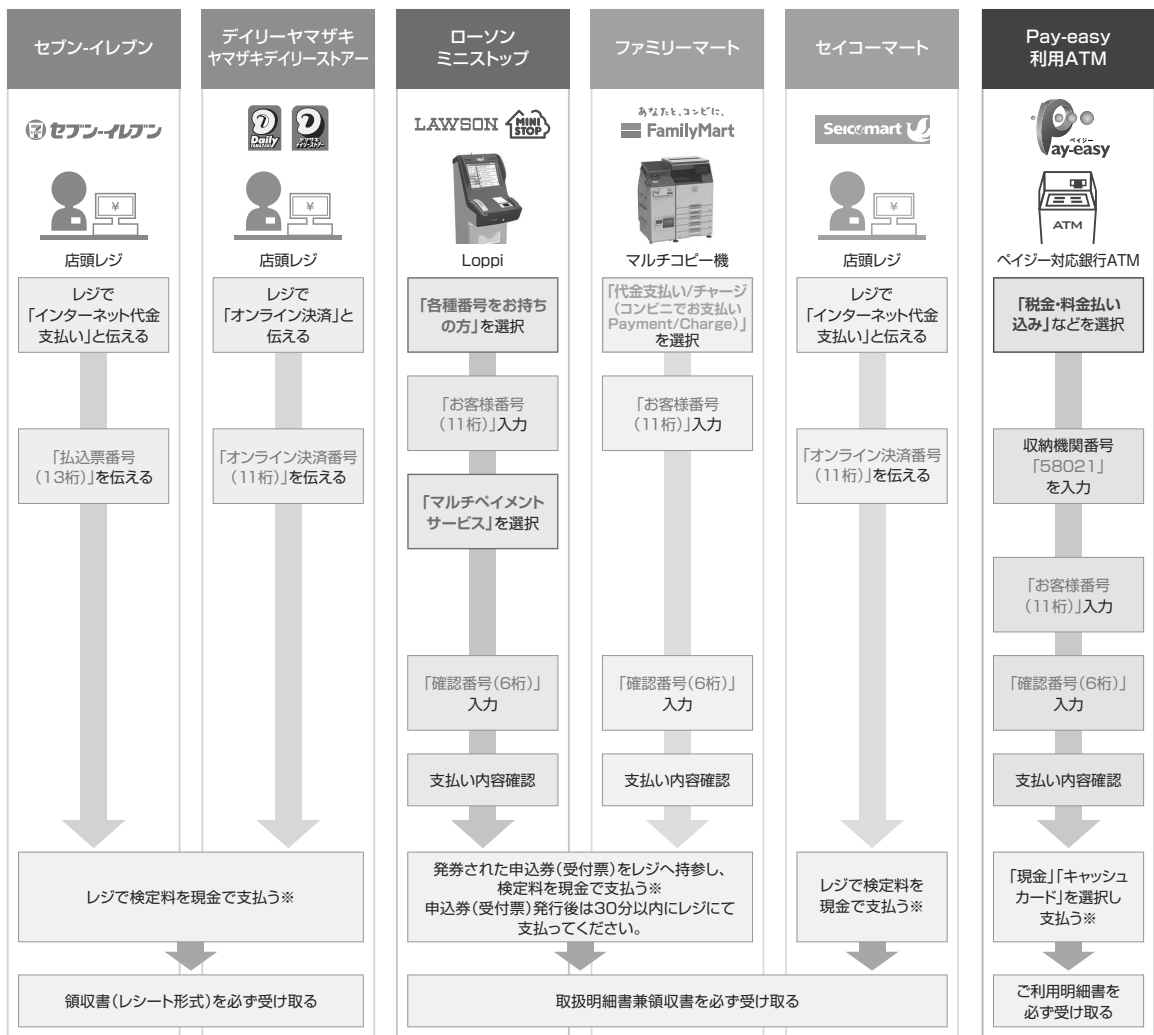 セブン-イレブン
デイリーヤマザキ
ヤマザキデイリーストアー
ローソン
ミニストップ
ファミリーマート
セイコーマート
Pay-easy
利用ATM
セブン-イレブン
Daily
YAMAZAKI
ヤマザキ
デイリーストアー
LAWSON
MINI
STOP
あなたと、コンビに、
FamilyMart
Seicomart
ペイジー
Pay-easy
¥
¥
¥
ATM
店頭レジ
店頭レジ
Loppi
マルチコピー機
店頭レジ
ペイジー対応銀行ATM
レジで
「インターネット代金
支払い」と伝える
レジで
「オンライン決済」と
伝える
「各種番号をお持ち
の方」を選択
「代金支払い/チャージ
(コンビニでお支払い
Payment/Charge)」
を選択
レジで
「インターネット代金
支払い」と伝える
「税金・料金払い
込み」などを選択
「お客様番号
(11桁)」入力
「お客様番号
(11桁)」入力
「払込票番号
(13桁)」を伝える
「オンライン決済番号
(11桁)」を伝える
「マルチペイメント
サービス」を選択
「オンライン決済番号
(11桁)」を伝える
収納機関番号
「58021」
を入力
「お客様番号
(11桁)」入力
「確認番号(6桁)」
入力
「確認番号(6桁)」
入力
「確認番号(6桁)」
入力
支払い内容確認
支払い内容確認
支払い内容確認
レジで検定料を現金で支払う※
発券された申込券(受付票)をレジへ持参し、
検定料を現金で支払う※
申込券(受付票)発行後は30分以内にレジにて
支払ってください。
レジで検定料を
現金で支払う※
「現金」「キャッシュ
カード」を選択し
支払う※
領収書(レシート形式)を必ず受け取る
取扱明細書兼領収書を必ず受け取る
ご利用明細書を
必ず受け取る